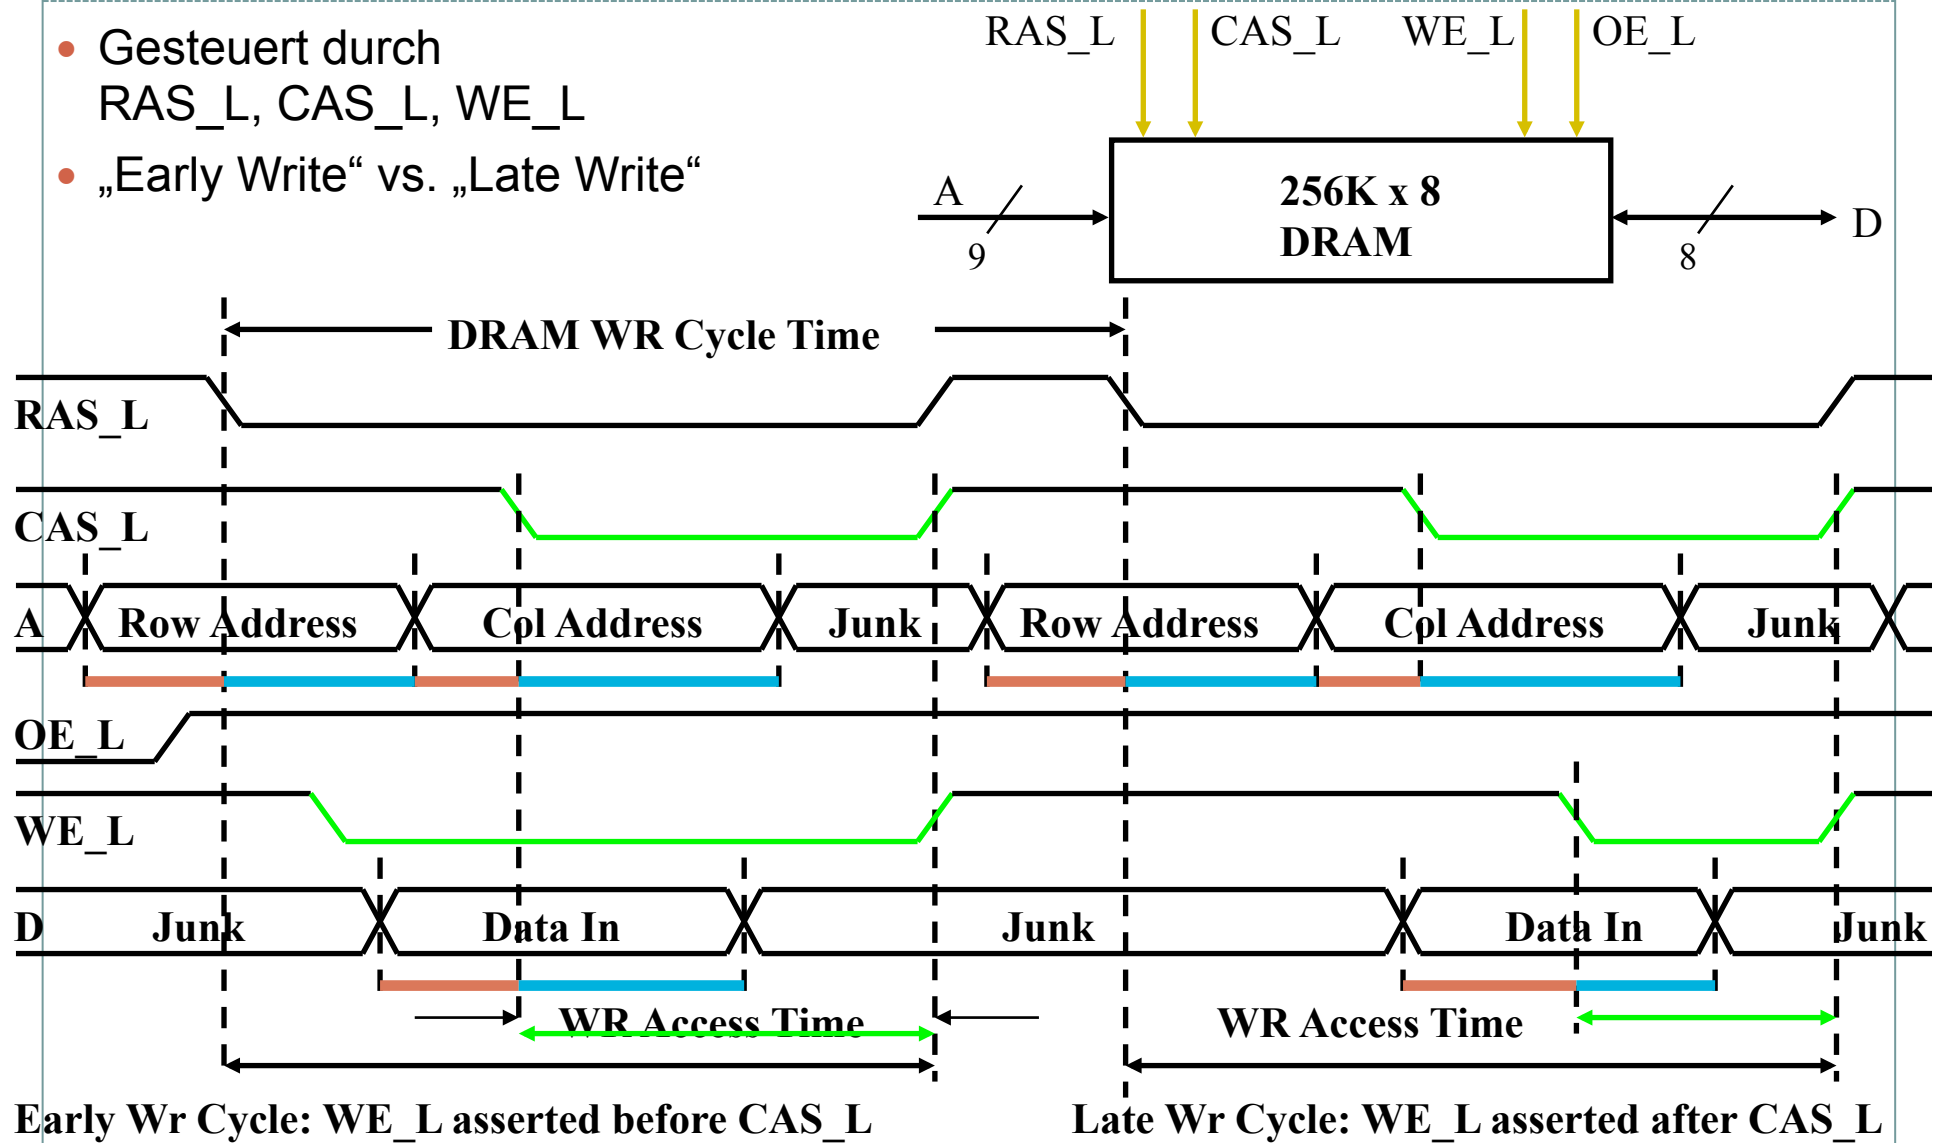 Gesteuert durch
RAS_L, CAS_L, WE_L
„Early Write“ vs. „Late Write“
RAS_L CAS_L WE_L OE_L
A
9
256K x 8
DRAM
8
D
DRAM WR Cycle Time
RAS_L
CAS_L
A Row Address Col Address Junk Row Address Col Address Junk
OE_L
WE_L
D Junk Data In Junk Data In Junk
WR Access Time WR Access Time
Early Wr Cycle: WE_L asserted before CAS_L Late Wr Cycle: WE_L asserted after CAS_L